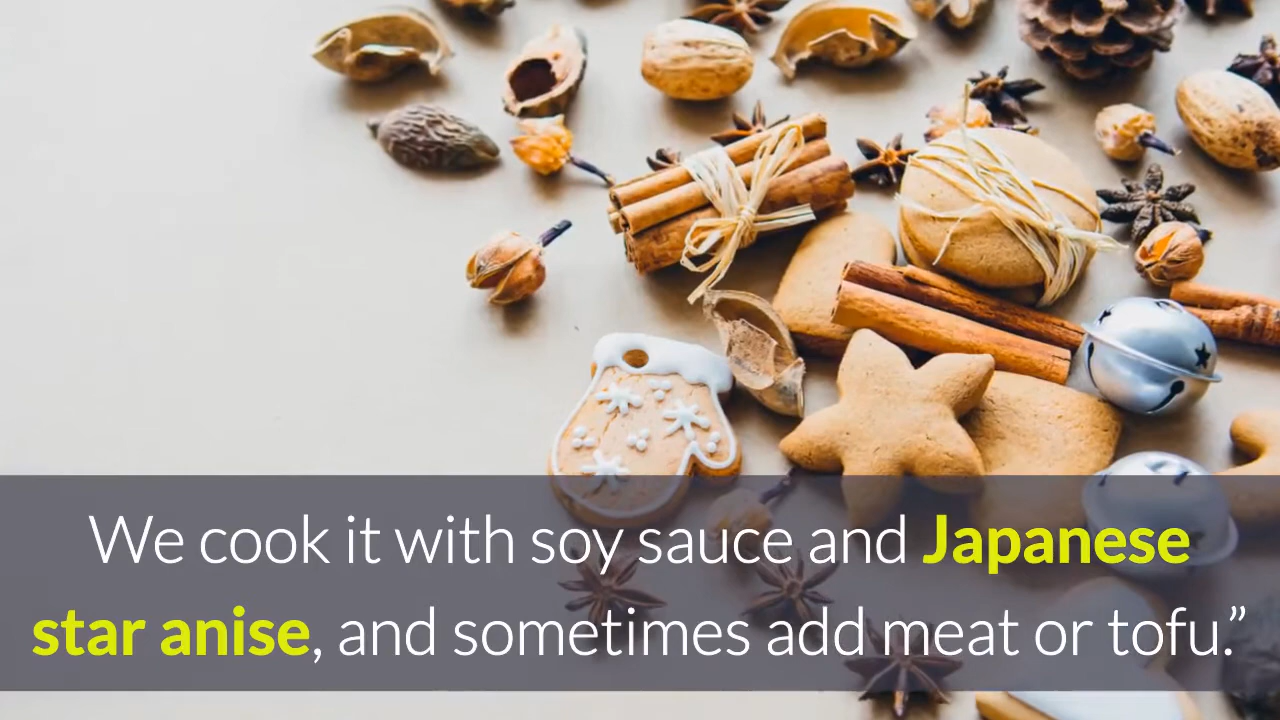 We cook it with soy sauce and Japanese
star anise, and sometimes add meat or tofu.”